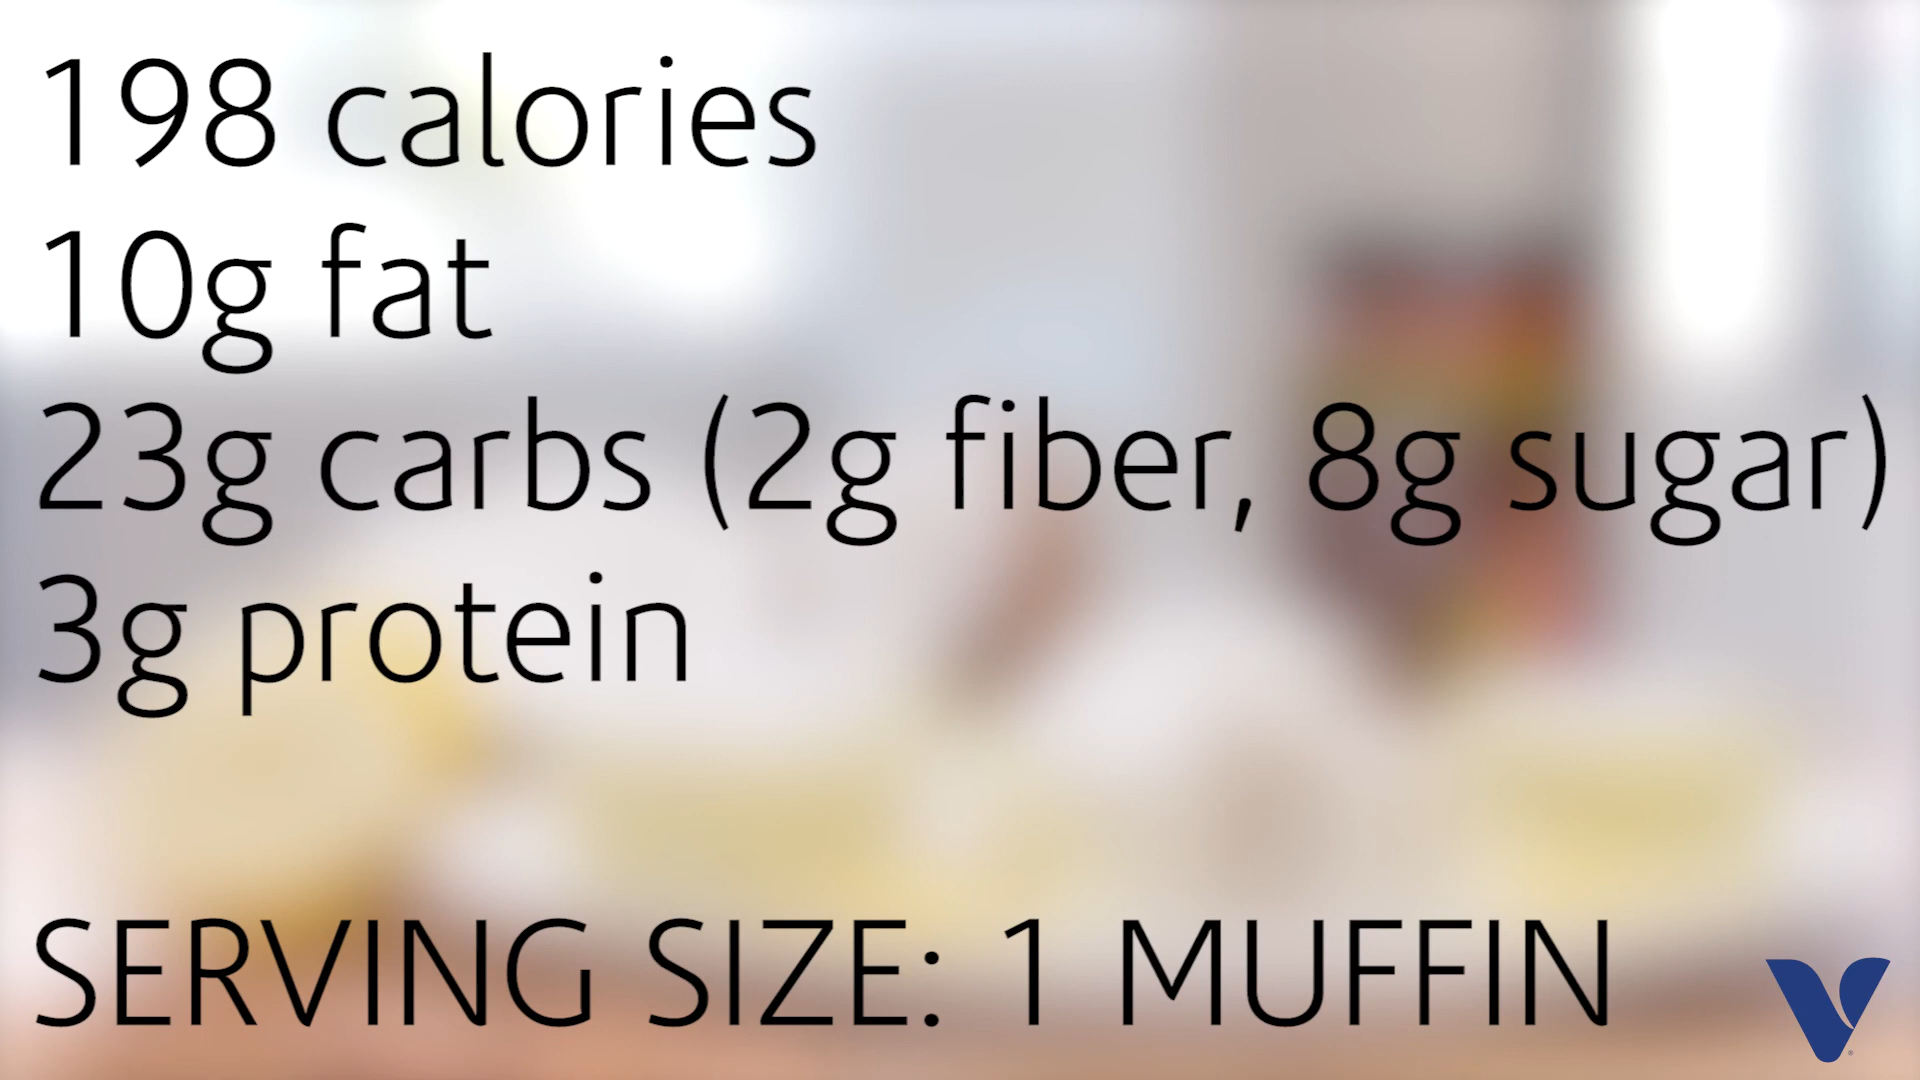 198 calories
10g fat
23g carbs (2g fiber, 8g sugar)
3g protein
SERVING SIZE: 1 MUFFIN